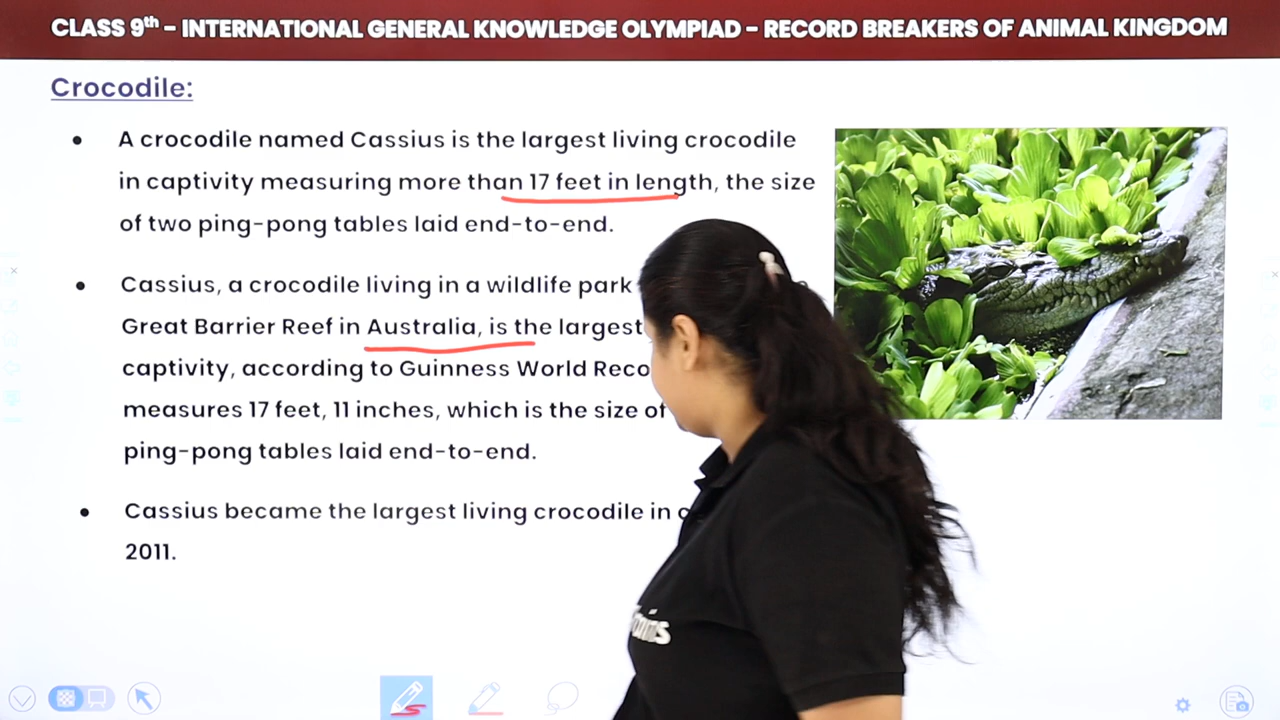 CLASS 9th - INTERNATIONAL GENERAL KNOWLEDGE OLYMPIAD - RECORD BREAKERS OF ANIMAL KINGDOM
Crocodile:
• A crocodile named Cassius is the largest living crocodile
in captivity measuring more than 17 feet in length, the size
of two ping-pong tables laid end-to-end.
• Cassius, a crocodile living in a wildlife park
Great Barrier Reef in Australia, is the largest
captivity, according to Guinness World Reco
measures 17 feet, 11 inches, which is the size of
ping-pong tables laid end-to-end.
• Cassius became the largest living crocodile in
2011.